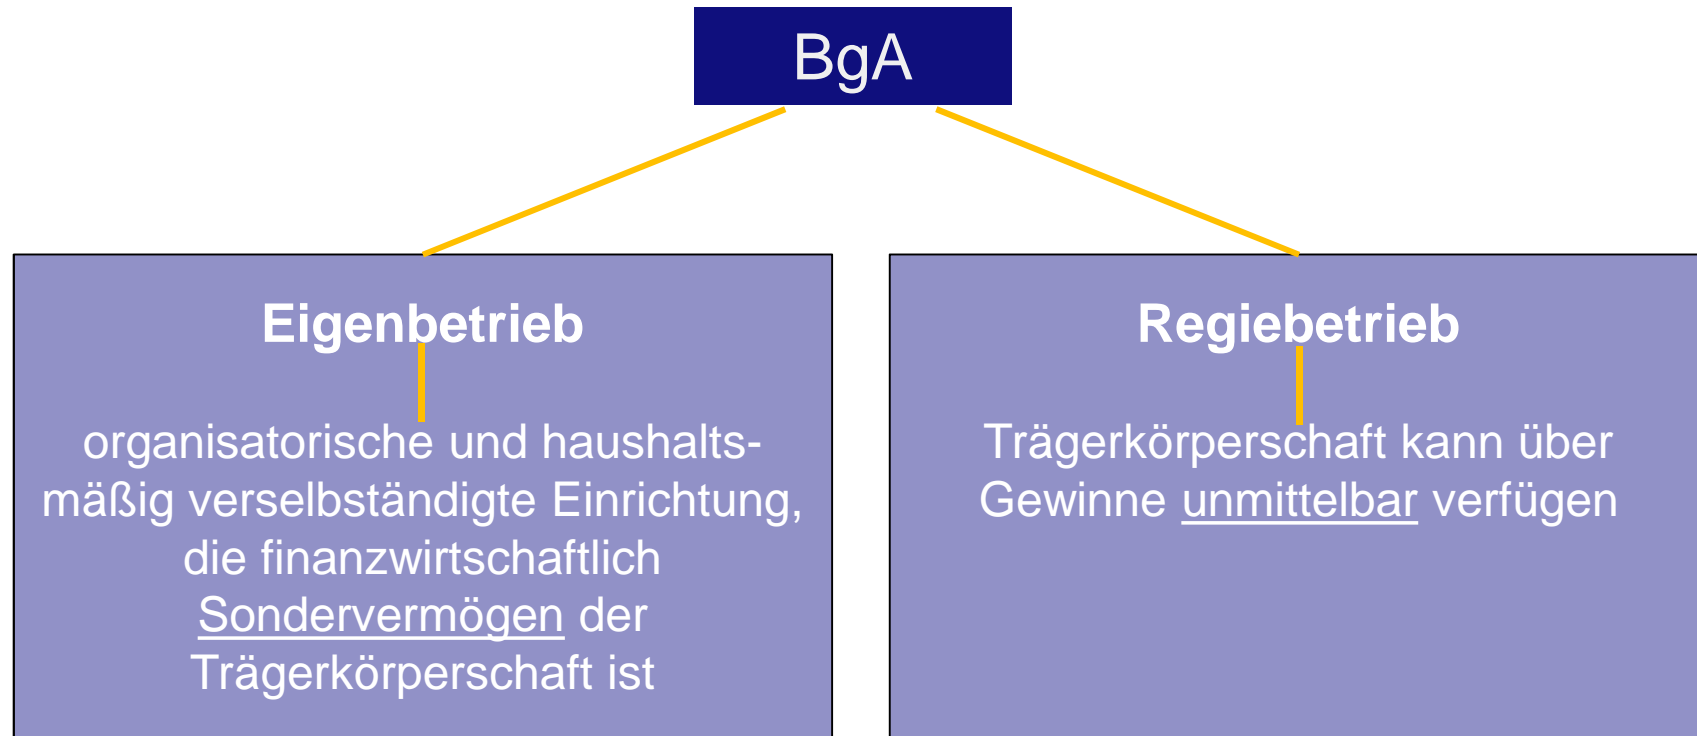 BgA
Eigenbetrieb
organisatorische und haushalts-
mäßig verselbständigte Einrichtung,
die finanzwirtschaftlich
Sondervermögen der
Trägerkörperschaft ist
Regiebetrieb
Trägerkörperschaft kann über
Gewinne unmittelbar verfügen